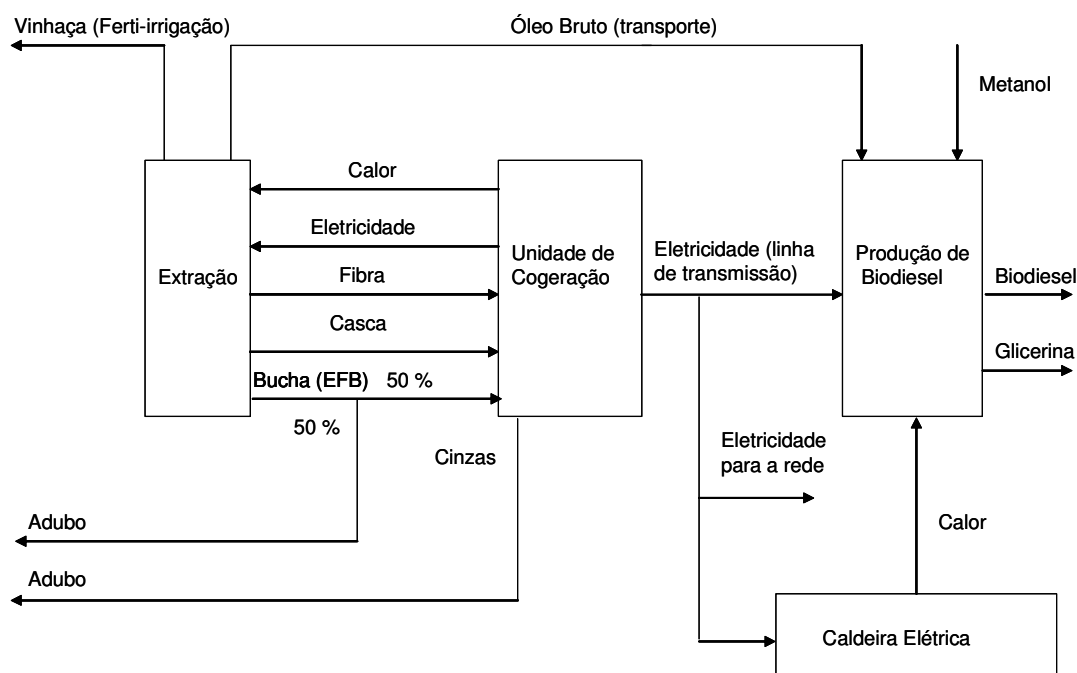 Vinhaça (Ferti-irrigação)
Óleo Bruto (transporte)
Metanol
Calor
Eletricidade
Extração
Fibra
Casca
Bucha (EFB) 50 %
50 %
Unidade de
Cogeração
Eletricidade (linha
de transmissão)
Produção de
Biodiesel
Biodiesel
Glicerina
Cinzas
Eletricidade
para a rede
Adubo
Calor
Adubo
Caldeira Elétrica